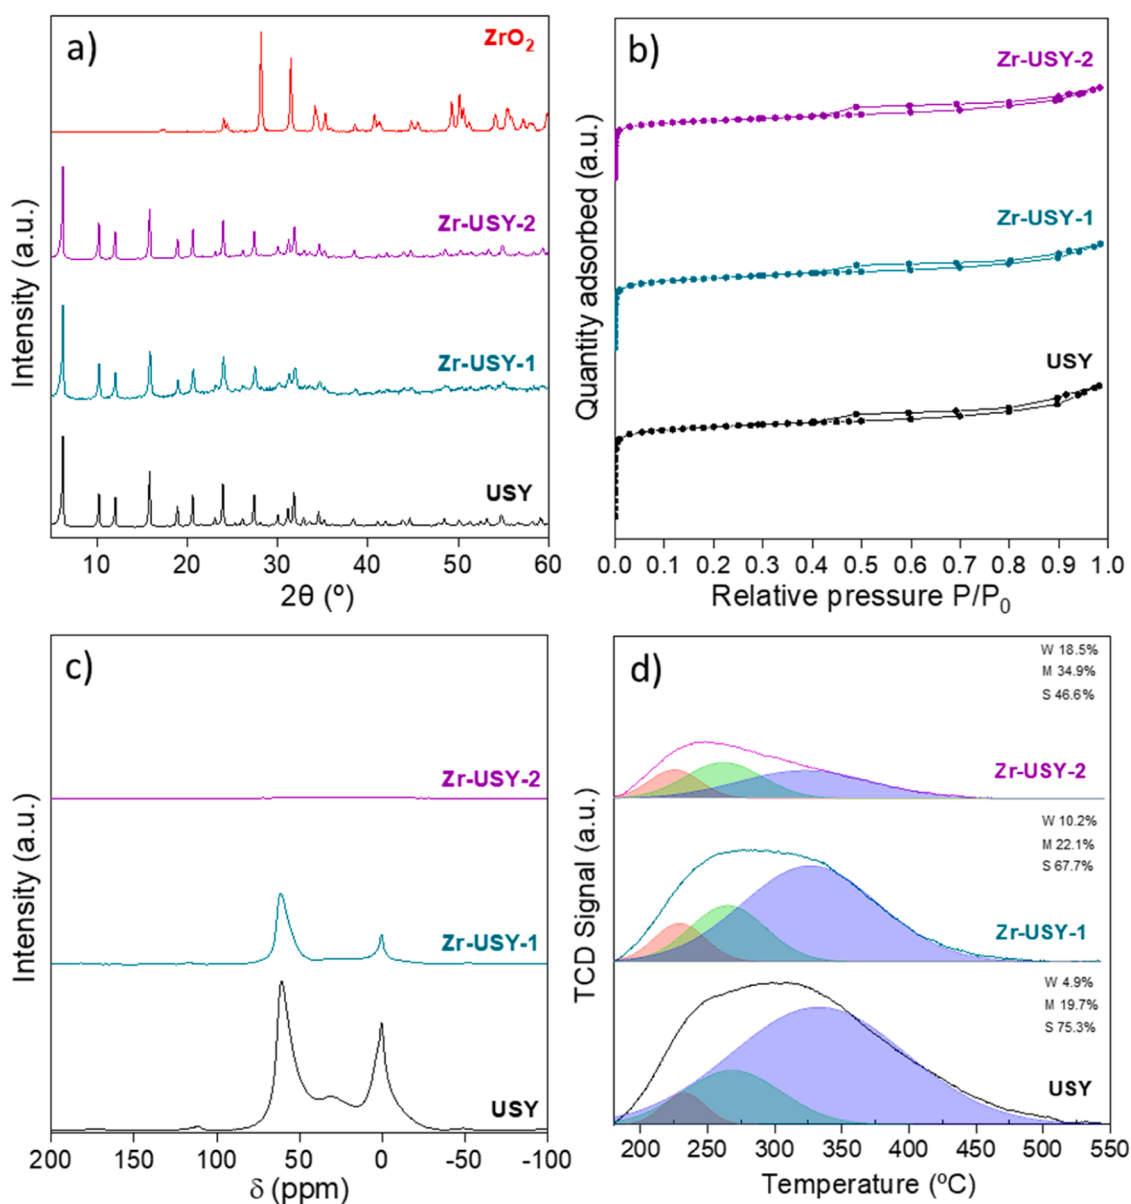 a)
ZrO2
Zr-USY-2
Zr-USY-1
USY
Intensity (a.u.)
10 20 30 40 50 60
2θ (º)
b)
Zr-USY-2
Zr-USY-1
USY
Quantity adsorbed (a.u.)
0.0 0.1 0.2 0.3 0.4 0.5 0.6 0.7 0.8 0.9 1.0
Relative pressure P/P0
c)
Zr-USY-2
Zr-USY-1
USY
Intensity (a.u.)
200 150 100 50 0 -50 -100
δ (ppm)
d)
W 18.5%
M 34.9%
S 46.6%
Zr-USY-2
W 10.2%
M 22.1%
S 67.7%
Zr-USY-1
W 4.9%
M 19.7%
S 75.3%
USY
TCD Signal (a.u.)
200 250 300 350 400 450 500 550
Temperature (ºC)